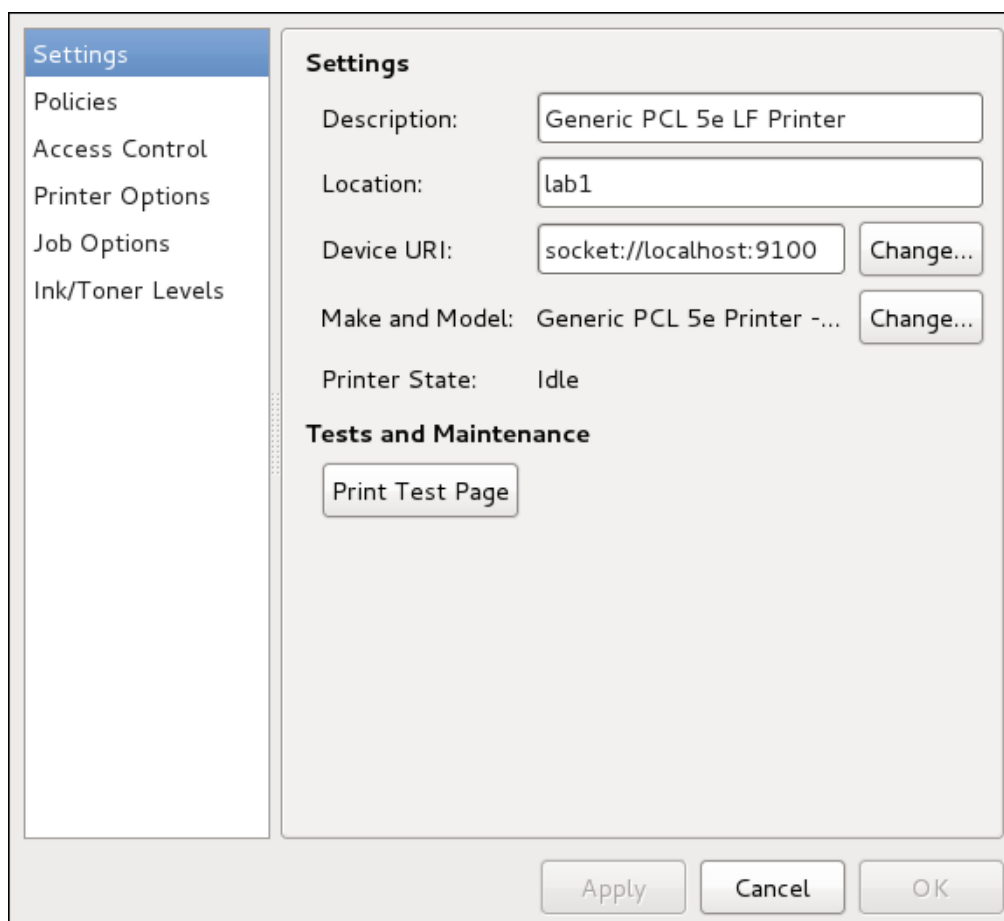 Settings
Policies
Access Control
Printer Options
Job Options
Ink/Toner Levels
Settings
Description: Generic PCL 5e LF Printer
Location: lab1
Device URI: socket://localhost:9100 Change...
Make and Model: Generic PCL 5e Printer -... Change...
Printer State: Idle
Tests and Maintenance
Print Test Page
Apply Cancel OK